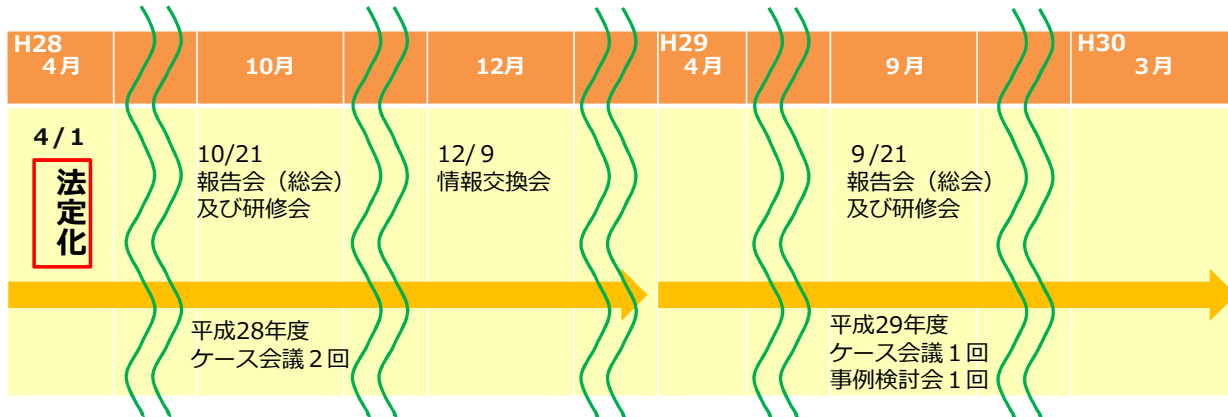 H28
4月
10月
12月
H29
4月
9月
H30
3月
4/1
法定化
10/21
報告会（総会）
及び研修会
12/9
情報交換会
9/21
報告会（総会）
及び研修会
平成28年度
ケース会議２回
平成29年度
ケース会議１回
事例検討会１回